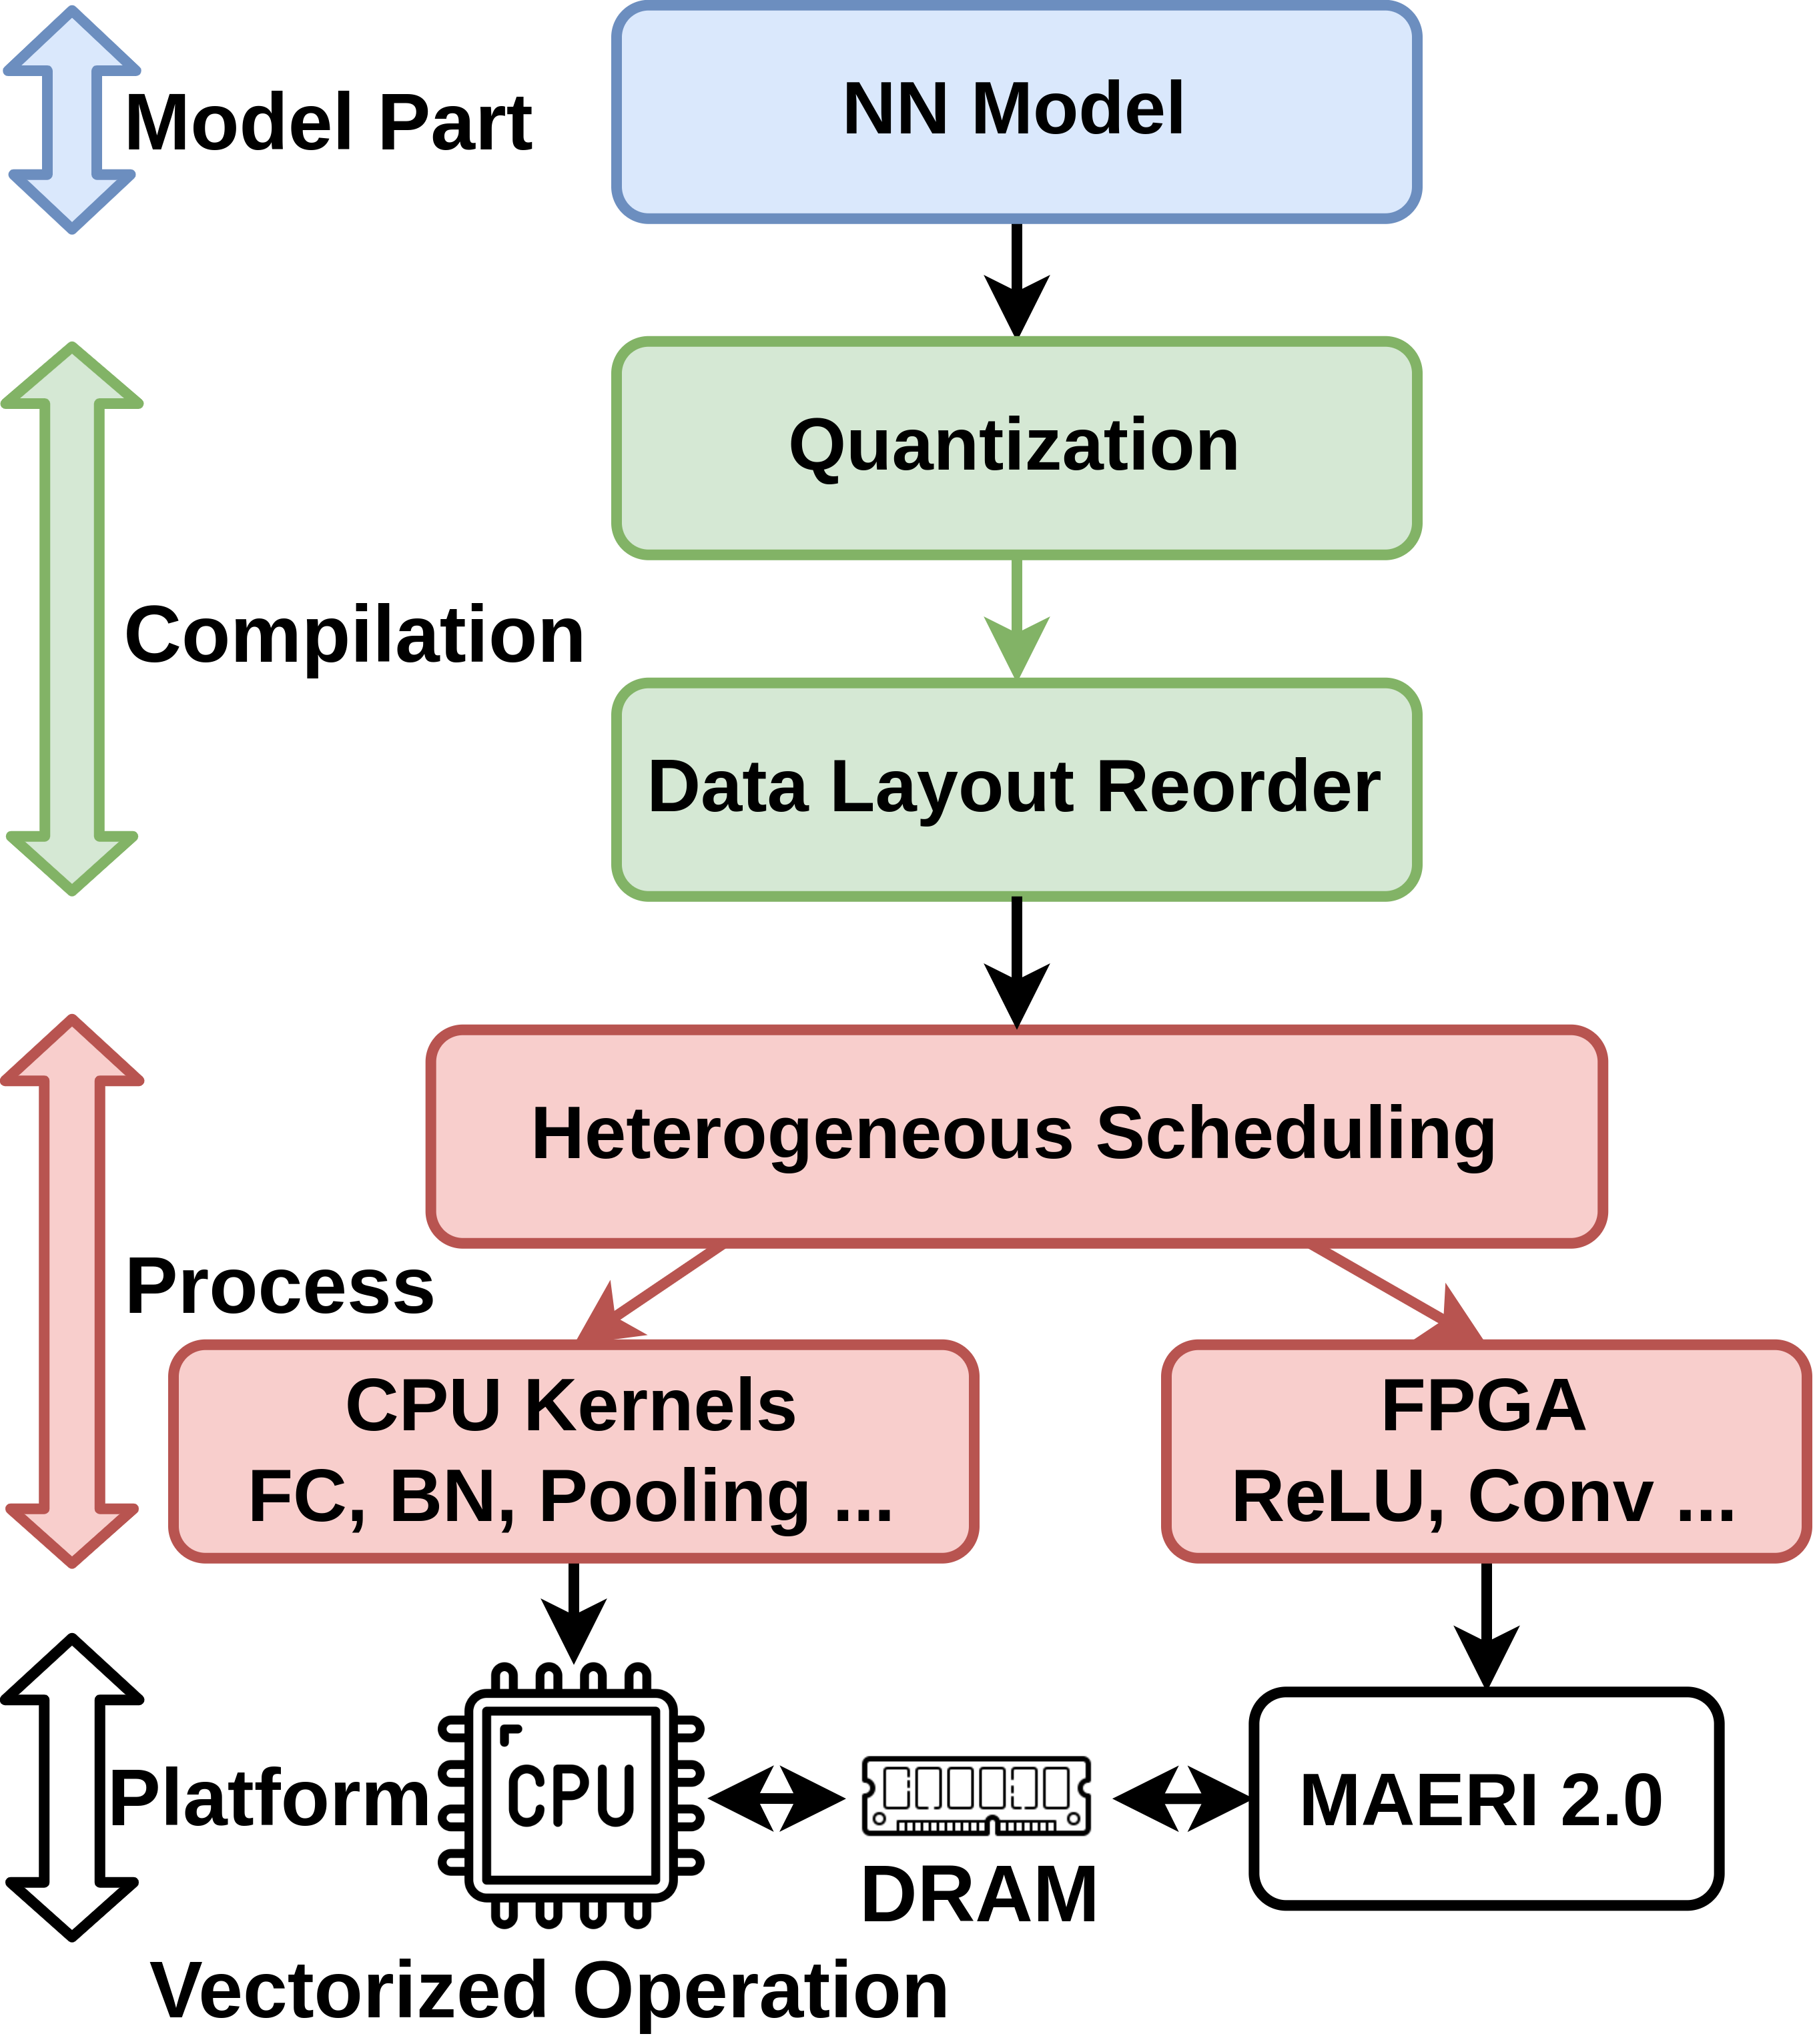 NN Model
Model Part
Quantization
Compilation
Data Layout Reorder
Heterogeneous Scheduling
Process
CPU Kernels
FC, BN, Pooling ...
FPGA
ReLU, Conv ...
Platform
CPU
DRAM
MAERI 2.0
Vectorized Operation